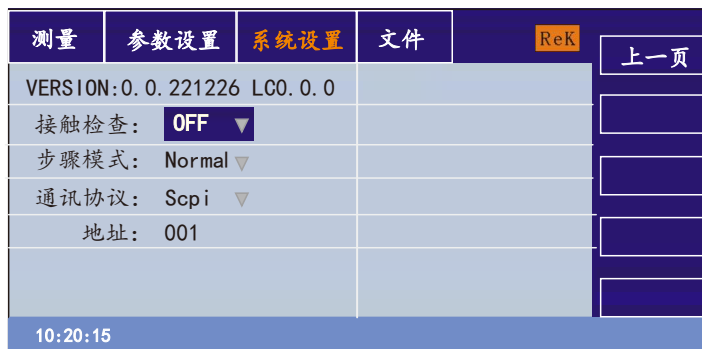 测量 参数设置 系统设置 文件 ReK
上一页
VERSION:0.0.221226 LC0.0.0
接触检查: OFF
步骤模式: Normal
通讯协议: Scpi
地址: 001
10:20:15